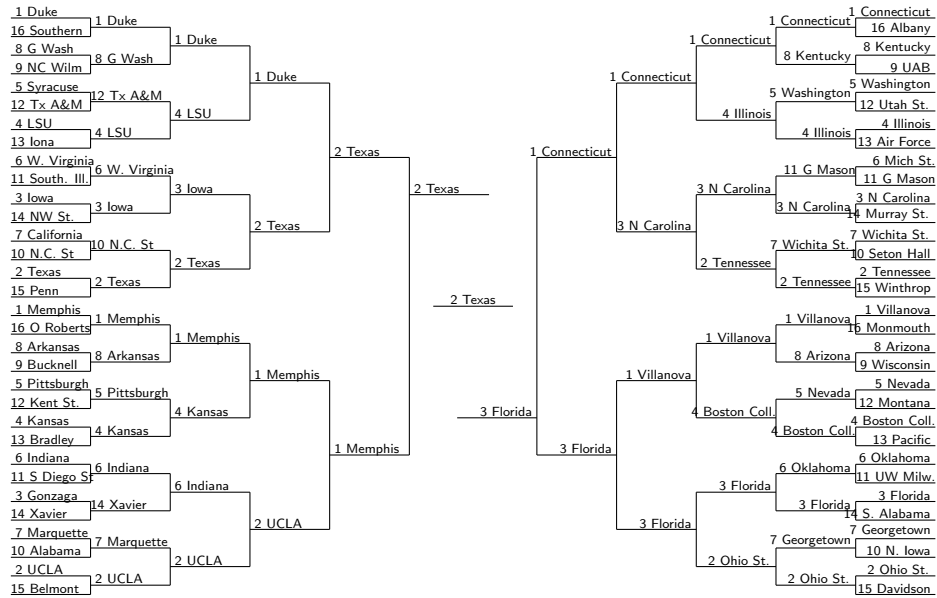 1 Duke
16 Southern
8 G Wash
9 NC Wilm
5 Syracuse
12 Tx A&M
4 LSU
13 Iona
6 W. Virginia
11 South. Ill.
3 Iowa
14 NW St.
7 California
10 N.C. St
2 Texas
15 Penn
1 Memphis
16 O Roberts
8 Arkansas
9 Bucknell
5 Pittsburgh
12 Kent St.
4 Kansas
13 Bradley
6 Indiana
11 S Diego St
3 Gonzaga
14 Xavier
7 Marquette
10 Alabama
2 UCLA
15 Belmont
1 Duke
8 G Wash
12 Tx A&M
4 LSU
6 W. Virginia
3 Iowa
10 N.C. St
2 Texas
1 Memphis
8 Arkansas
5 Pittsburgh
4 Kansas
6 Indiana
14 Xavier
7 Marquette
2 UCLA
1 Duke
4 LSU
3 Iowa
2 Texas
1 Memphis
4 Kansas
6 Indiana
2 UCLA
1 Duke
2 Texas
1 Memphis
2 UCLA
2 Texas
1 Memphis
2 Texas
2 Texas
3 Florida
1 Connecticut
3 Florida
1 Connecticut
3 N Carolina
1 Villanova
3 Florida
1 Connecticut
4 Illinois
3 N Carolina
2 Tennessee
1 Villanova
4 Boston Coll.
3 Florida
2 Ohio St.
1 Connecticut
8 Kentucky
5 Washington
4 Illinois
11 G Mason
3 N Carolina
7 Wichita St.
2 Tennessee
1 Villanova
8 Arizona
5 Nevada
4 Boston Coll.
6 Oklahoma
3 Florida
7 Georgetown
2 Ohio St.
1 Connecticut
16 Albany
8 Kentucky
9 UAB
5 Washington
12 Utah St.
4 Illinois
13 Air Force
6 Mich St.
11 G Mason
3 N Carolina
14 Murray St.
7 Wichita St.
10 Seton Hall
2 Tennessee
15 Winthrop
1 Villanova
16 Monmouth
8 Arizona
9 Wisconsin
5 Nevada
12 Montana
4 Boston Coll.
13 Pacific
6 Oklahoma
11 UW Milw.
3 Florida
14 S. Alabama
7 Georgetown
10 N. Iowa
2 Ohio St.
15 Davidson